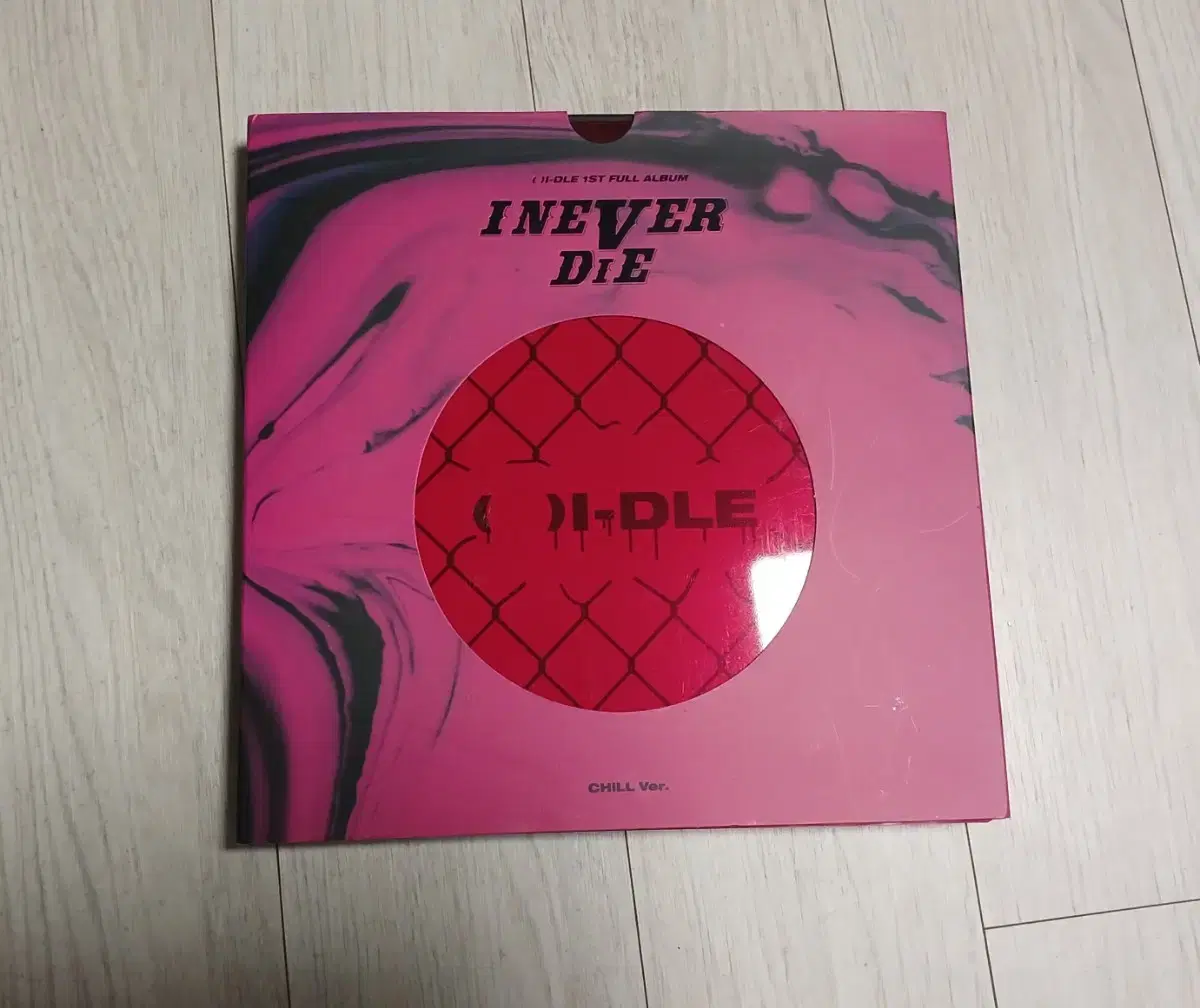 ( )I-DLE 1ST FULL ALBUM
I NEVER
DIE
( )I-DLE
CHILL Ver.